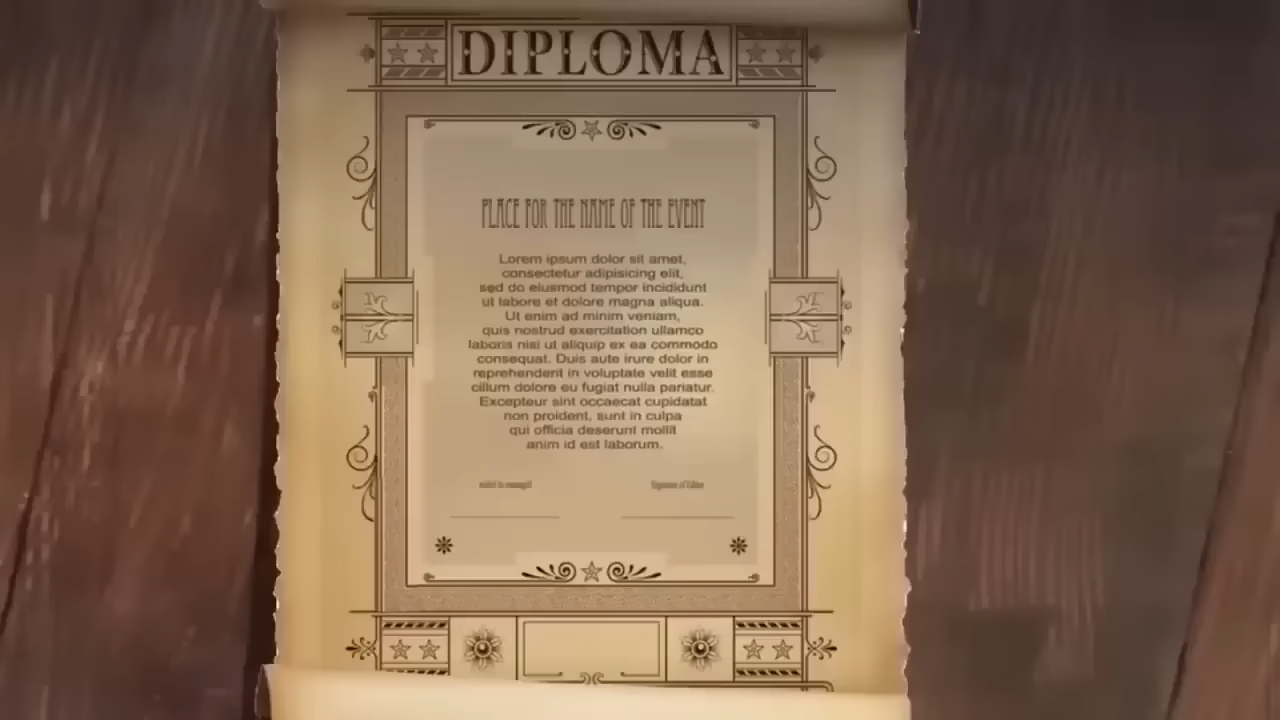 DIPLOMA
PLACE FOR THE NAME OF THE EVENT
Lorem ipsum dolor sit amet,
consectetur adipisicing elit,
sed do eiusmod tempor incididunt
ut labore et dolore magna aliqua.
Ut enim ad minim veniam,
quis nostrud exercitation ullamco
laboris nisi ut aliquip ex ea commodo
consequat. Duis aute irure dolor in
reprehenderit in voluptate velit esse
cillum dolore eu fugiat nulla pariatur.
Excepteur sint occaecat cupidatat
non proident, sunt in culpa
qui officia deserunt mollit
anim id est laborum.